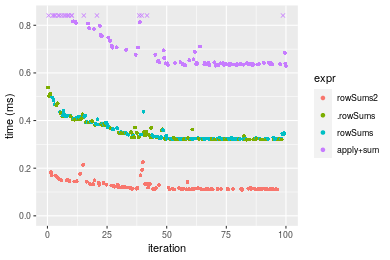 0.8
0.6
0.4
0.2
0.0
time (ms)
0
25
50
75
100
iteration
expr
rowSums2
.rowSums
rowSums
apply+sum